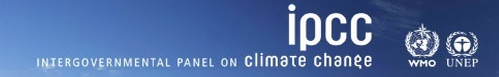 ipcc
INTERGOVERNMENTAL PANEL ON climate change
WMO UNEP